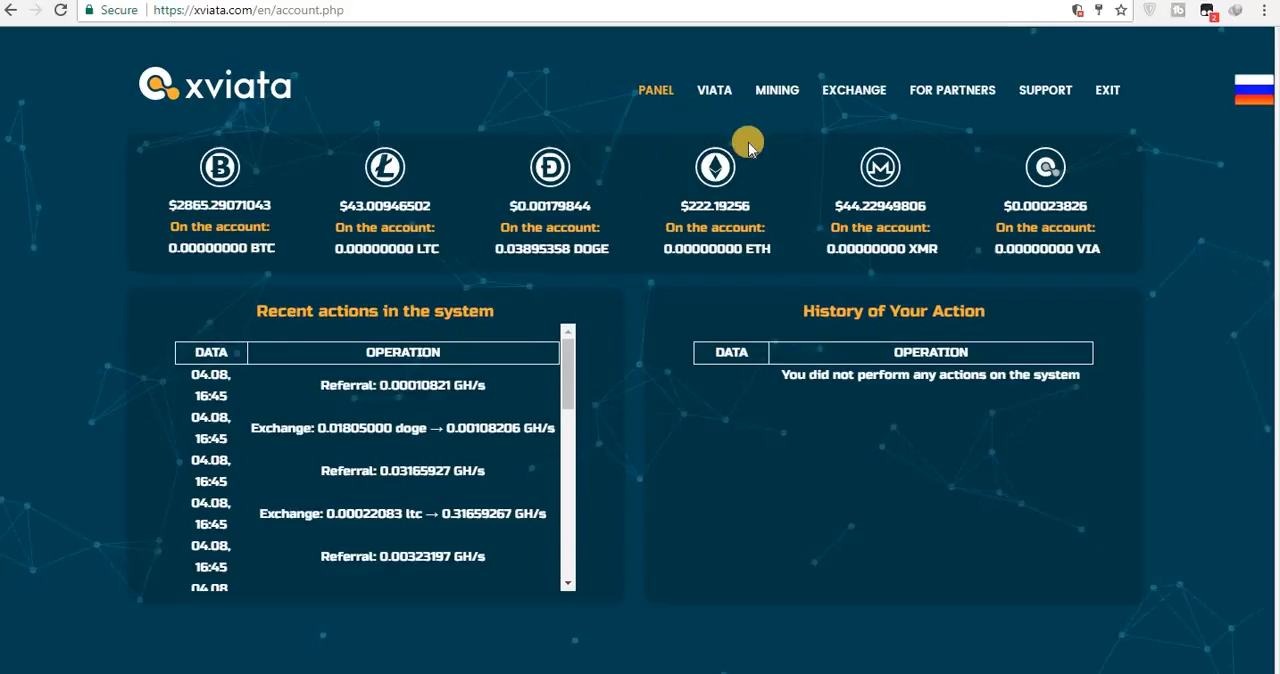 Secure
https://xviata.com/en/account.php
2
xviata
PANEL
VIATA
MINING
EXCHANGE
FOR PARTNERS
SUPPORT
EXIT
$2865.29071043
On the account:
0.00000000 BTC
$43.00946502
On the account:
0.00000000 LTC
$0.00179844
On the account:
0.03895358 DOGE
$222.19256
On the account:
0.00000000 ETH
$44.22949806
On the account:
0.00000000 XMR
$0.00023826
On the account:
0.00000000 VIA
Recent actions in the system
DATA OPERATION
04.08,
16:45
Referral: 0.00010821 GH/s
04.08,
16:45
Exchange: 0.01805000 doge → 0.00108206 GH/s
04.08,
16:45
Referral: 0.03165927 GH/s
04.08,
16:45
Exchange: 0.00022083 ltc → 0.31659267 GH/s
04.08,
16:45
Referral: 0.00323197 GH/s
04.08
History of Your Action
DATA OPERATION
You did not perform any actions on the system